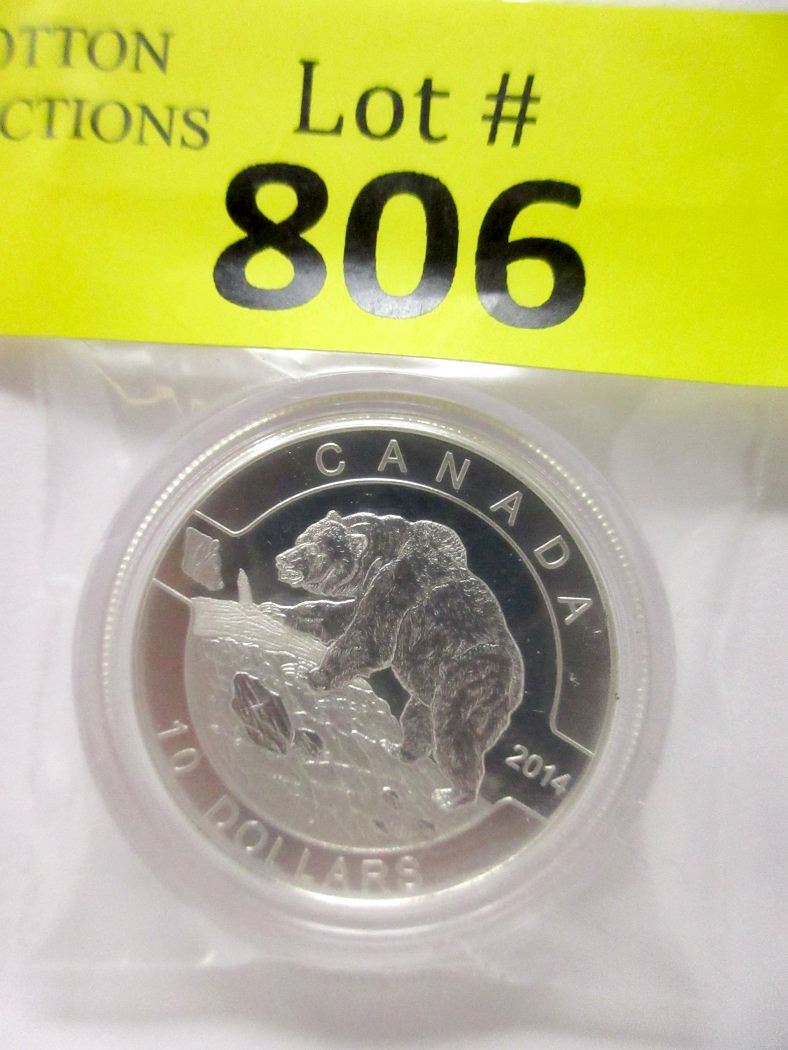 OTTON
CTIONS
Lot #
806
CANADA
2014
10 DOLLARS